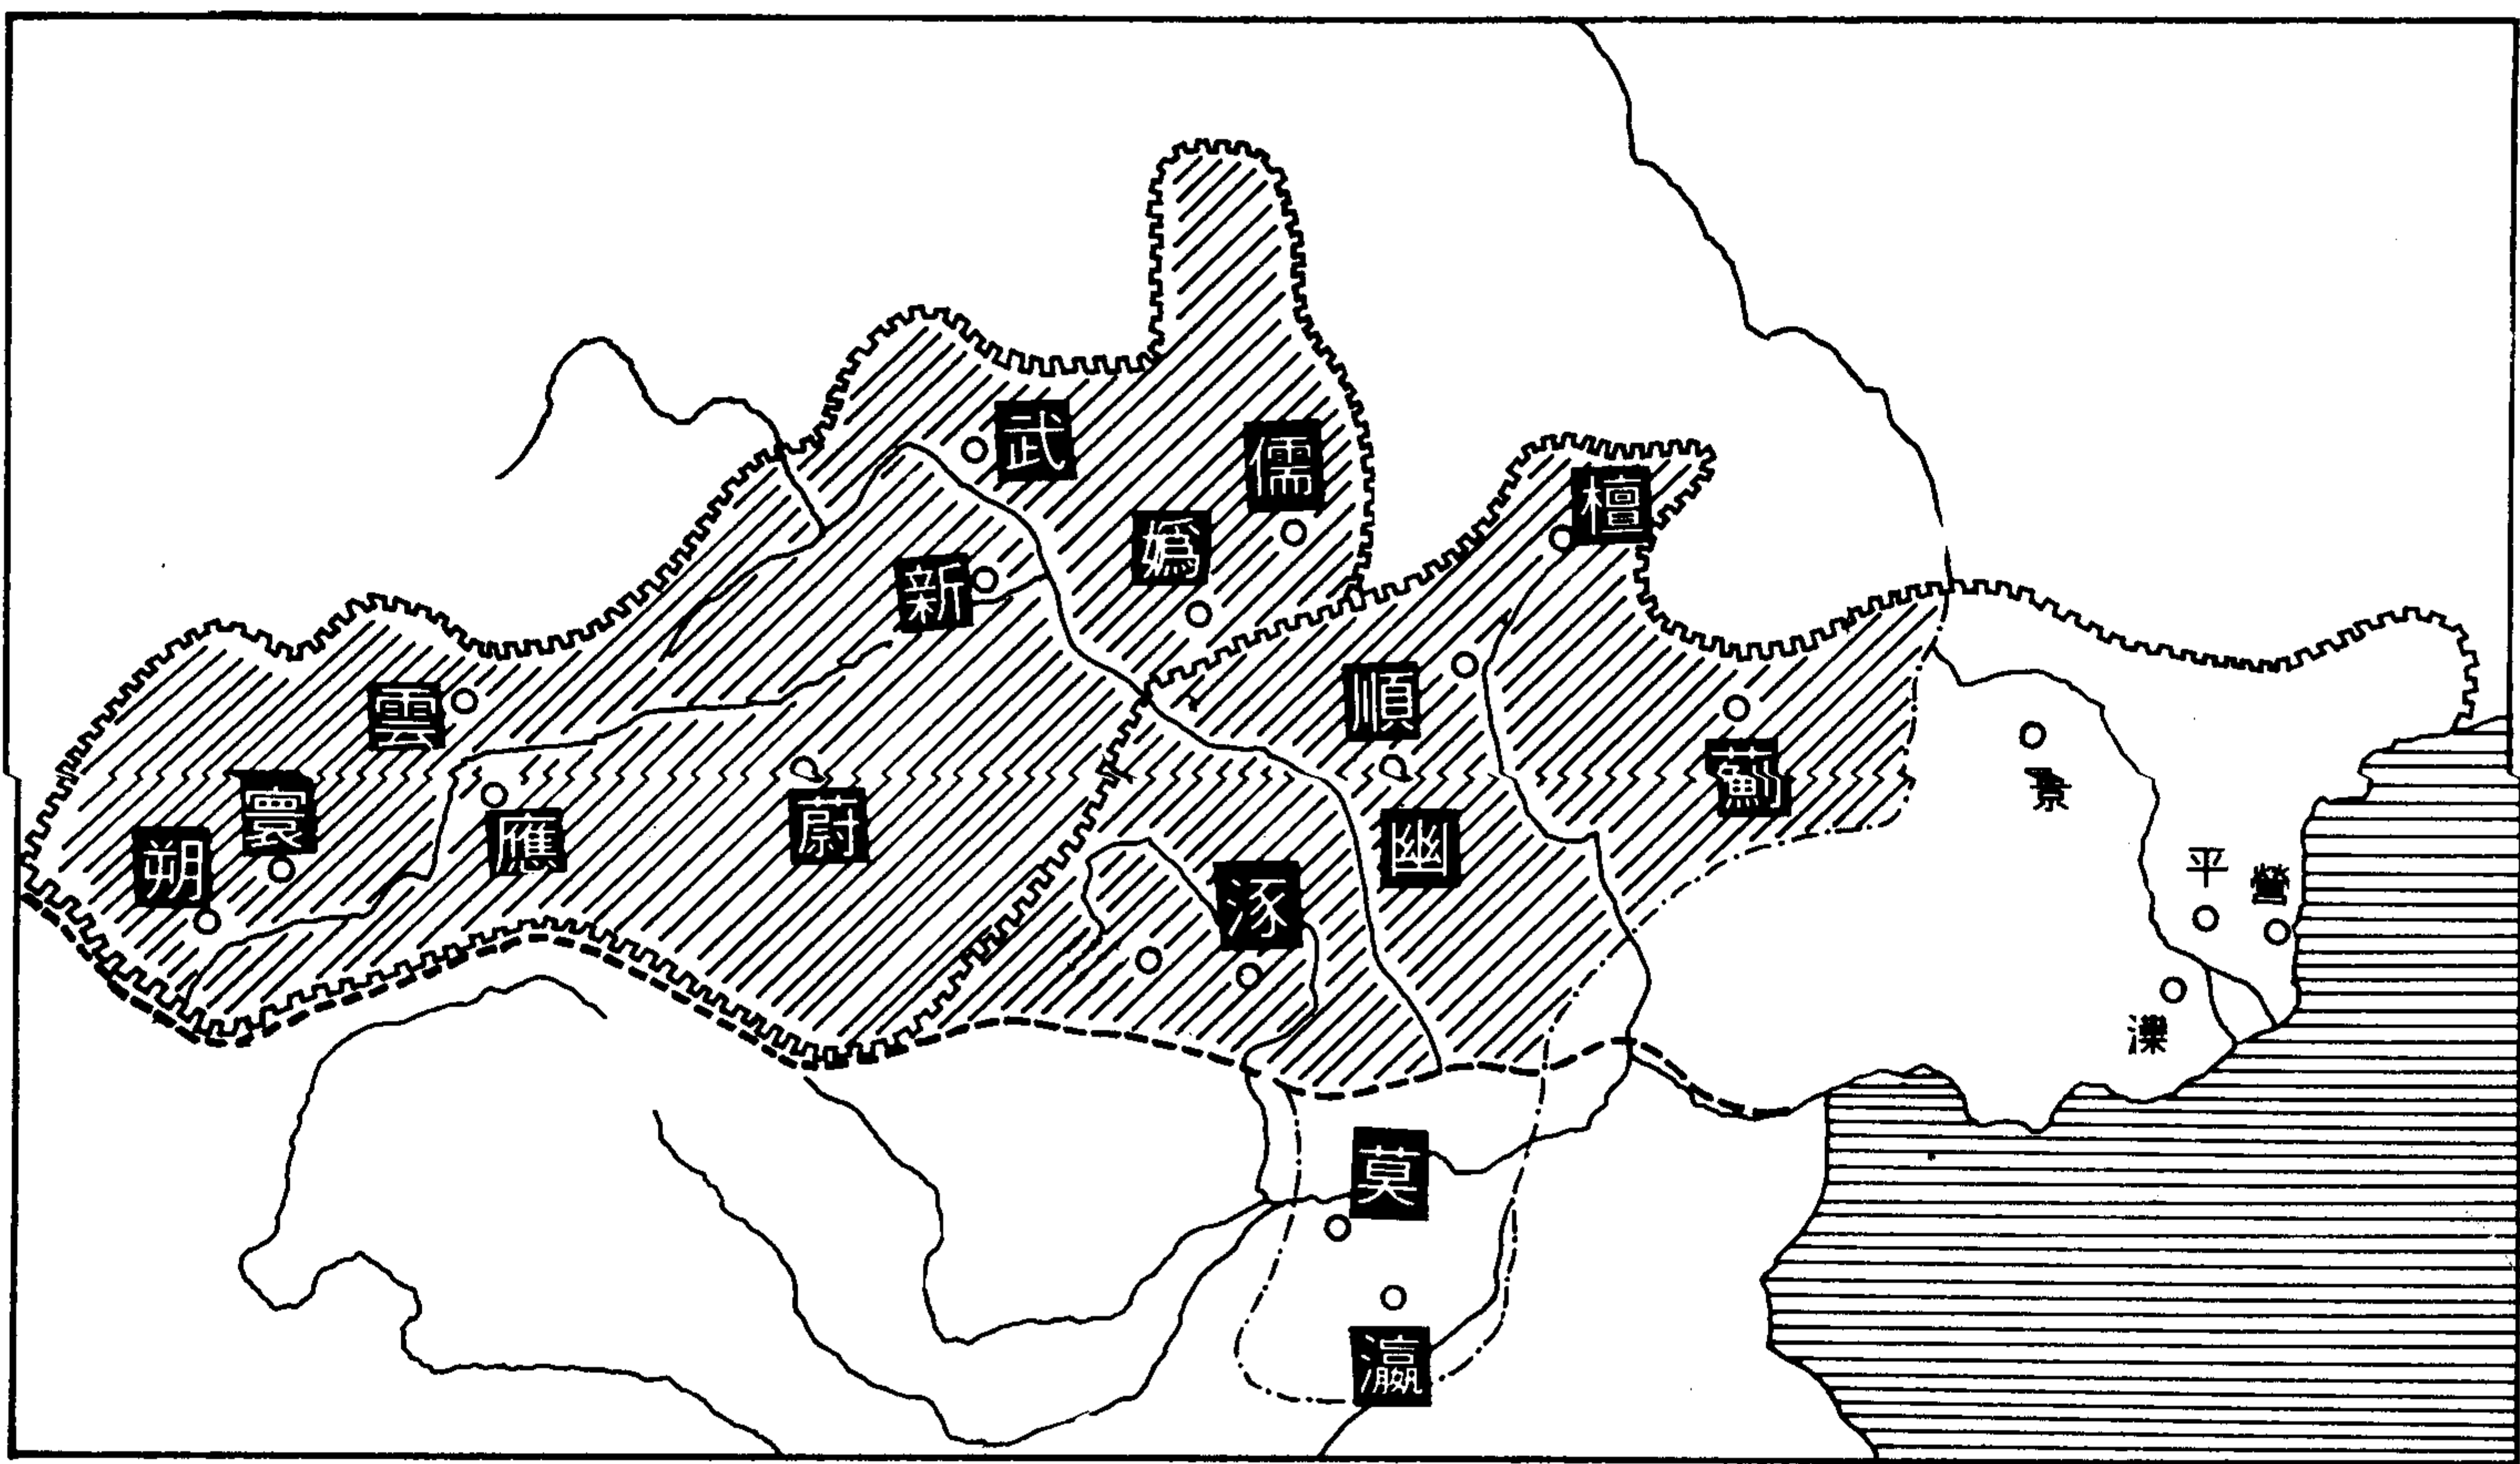 武
儒
檀
媯
新
順
雲
薊
景
寰
應
蔚
幽
平
營
朔
涿
灤
莫
瀛